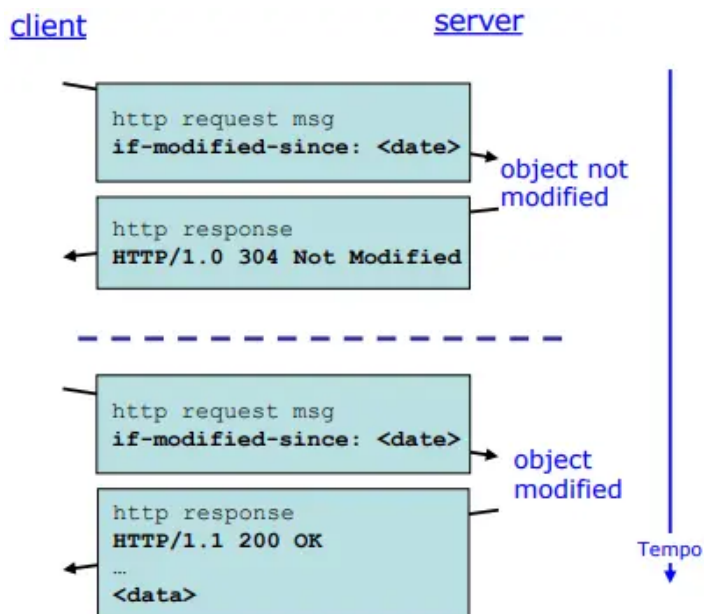 client
server
http request msg
if-modified-since: <date>
object not
modified
http response
HTTP/1.0 304 Not Modified
http request msg
if-modified-since: <date>
object
modified
http response
HTTP/1.1 200 OK
…
<data>
Tempo